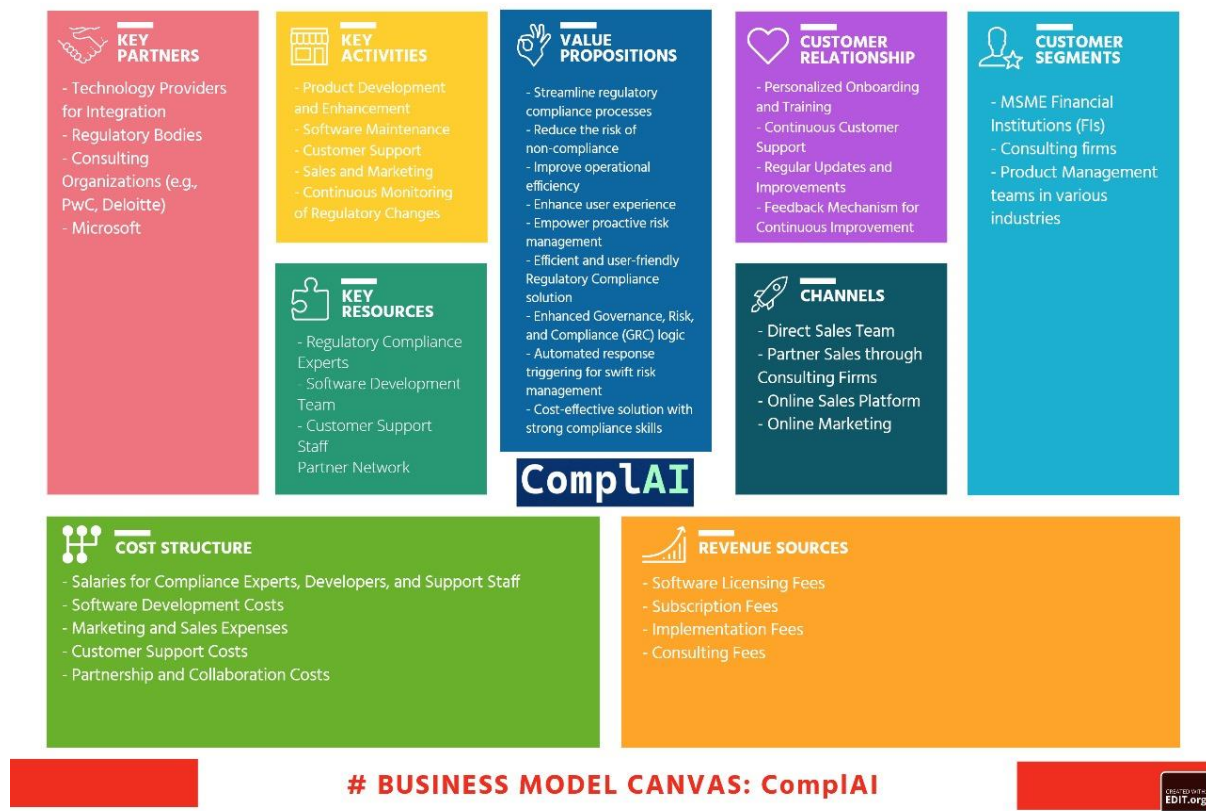 KEY
PARTNERS
- Technology Providers
for Integration
- Regulatory Bodies
- Consulting
Organizations (e.g.,
PwC, Deloitte)
- Microsoft
KEY
ACTIVITIES
- Product Development
and Enhancement
- Software Maintenance
- Customer Support
- Sales and Marketing
- Continuous Monitoring
of Regulatory Changes
KEY
RESOURCES
- Regulatory Compliance
Experts
- Software Development
Team
- Customer Support
Staff
Partner Network
VALUE
PROPOSITIONS
- Streamline regulatory
compliance processes
- Reduce the risk of
non-compliance
- Improve operational
efficiency
- Enhance user experience
- Empower proactive risk
management
- Efficient and user-friendly
Regulatory Compliance
solution
- Enhanced Governance, Risk,
and Compliance (GRC) logic
- Automated response
triggering for swift risk
management
- Cost-effective solution with
strong compliance skills
ComplAI
CUSTOMER
RELATIONSHIP
- Personalized Onboarding
and Training
- Continuous Customer
Support
- Regular Updates and
Improvements
- Feedback Mechanism for
Continuous Improvement
CHANNELS
- Direct Sales Team
- Partner Sales through
Consulting Firms
- Online Sales Platform
- Online Marketing
CUSTOMER
SEGMENTS
- MSME Financial
Institutions (FIs)
- Consulting firms
- Product Management
teams in various
industries
COST STRUCTURE
- Salaries for Compliance Experts, Developers, and Support Staff
- Software Development Costs
- Marketing and Sales Expenses
- Customer Support Costs
- Partnership and Collaboration Costs
REVENUE SOURCES
- Software Licensing Fees
- Subscription Fees
- Implementation Fees
- Consulting Fees
# BUSINESS MODEL CANVAS: ComplAI
CREATED WITH
EDIT.org